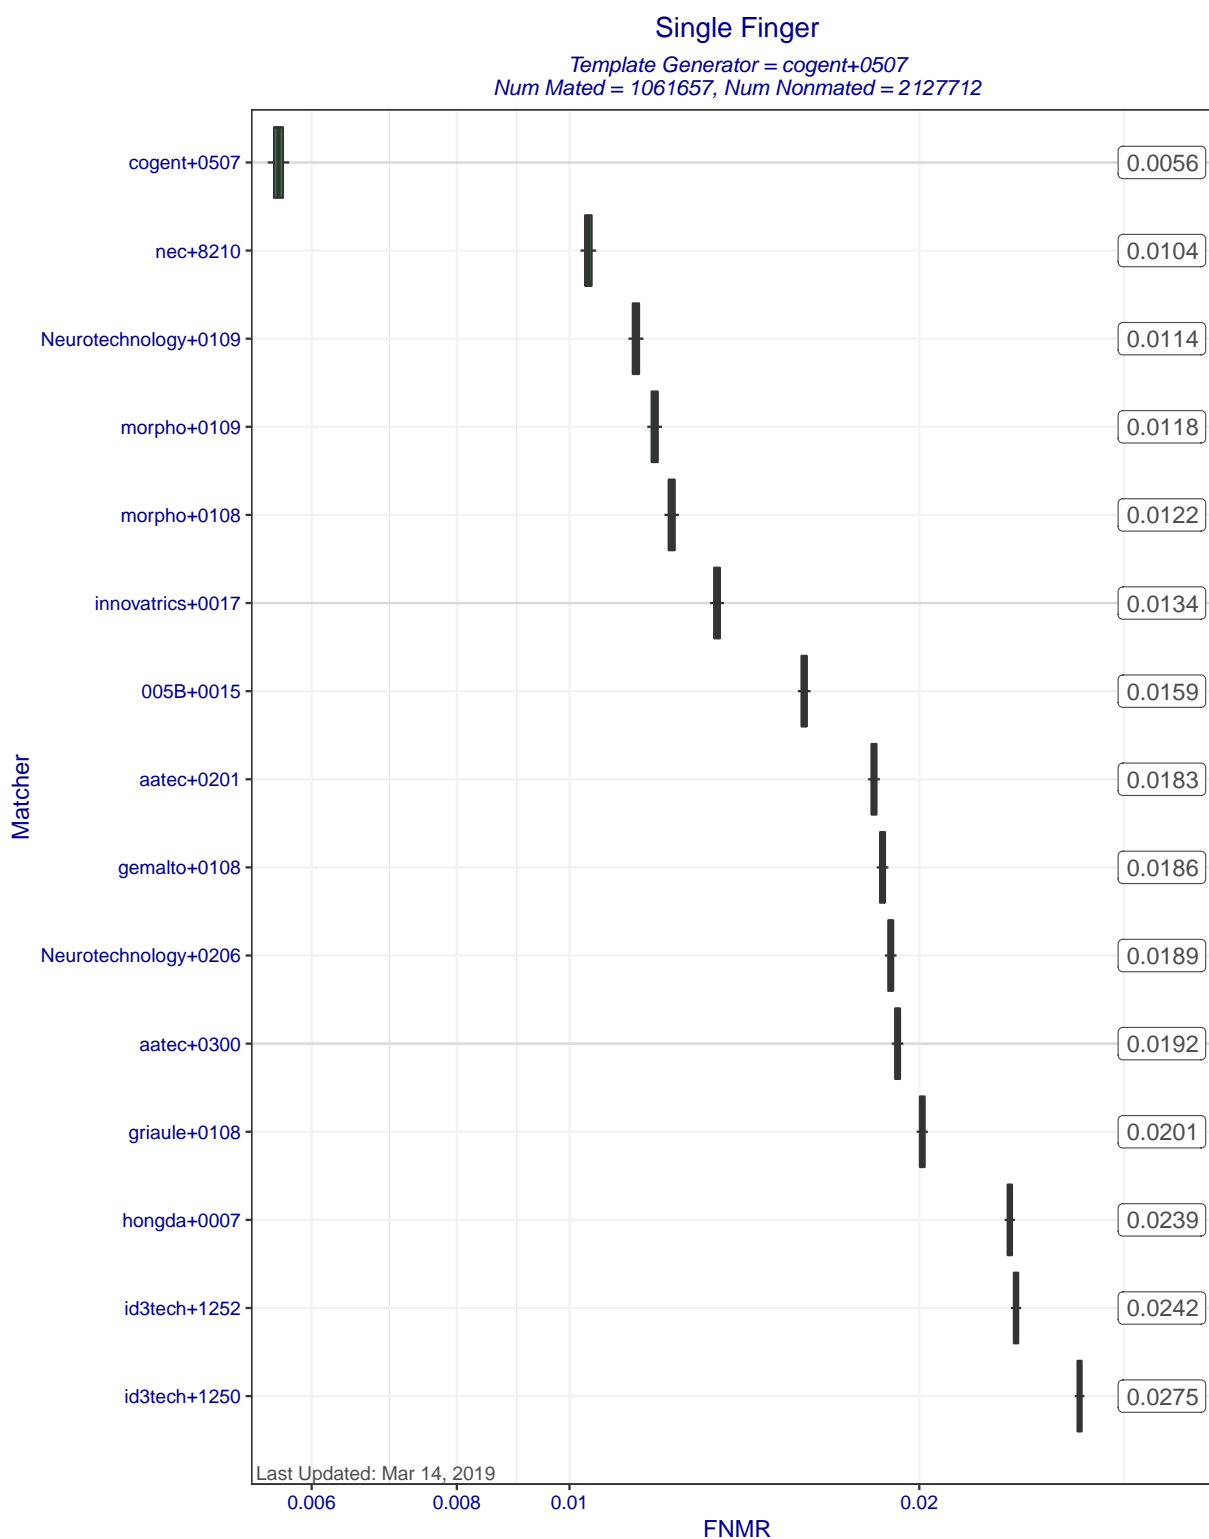 Single Finger
Template Generator = cogent+0507
Num Mated = 1061657, Num Nonmated = 2127712
cogent+0507 0.0056
nec+8210 0.0104
Neurotechnology+0109 0.0114
morpho+0109 0.0118
morpho+0108 0.0122
innovatrics+0017 0.0134
005B+0015 0.0159
aatec+0201 0.0183
gemalto+0108 0.0186
Neurotechnology+0206 0.0189
aatec+0300 0.0192
griaule+0108 0.0201
hongda+0007 0.0239
id3tech+1252 0.0242
id3tech+1250 0.0275
Matcher
Last Updated: Mar 14, 2019
0.006 0.008 0.01 0.02
FNMR